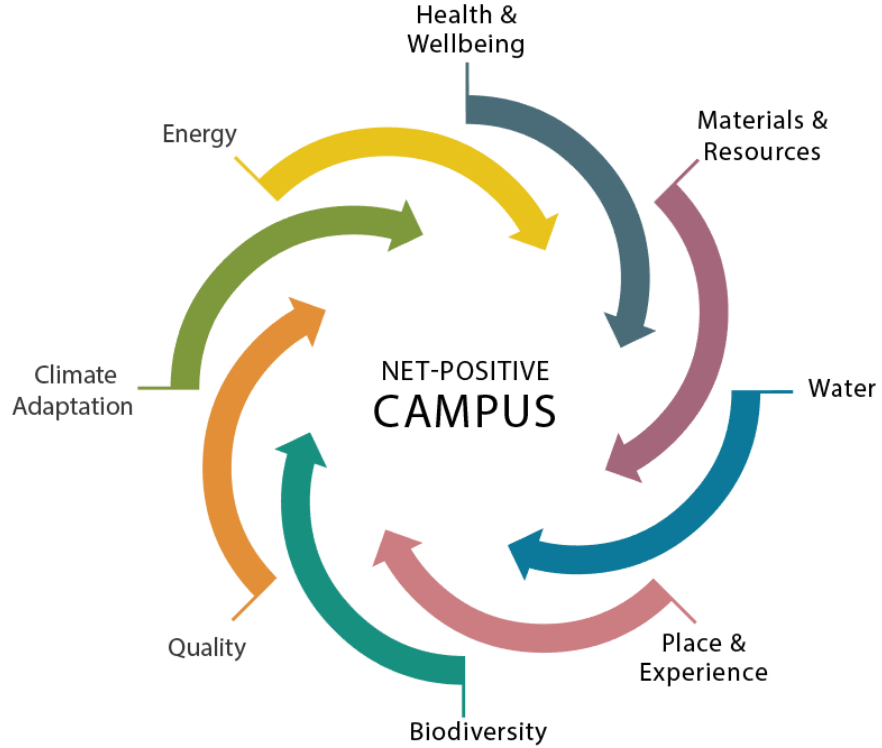 Health &
Wellbeing
Materials &
Resources
Water
Place &
Experience
Biodiversity
Quality
Climate
Adaptation
Energy
NET-POSITIVE
CAMPUS